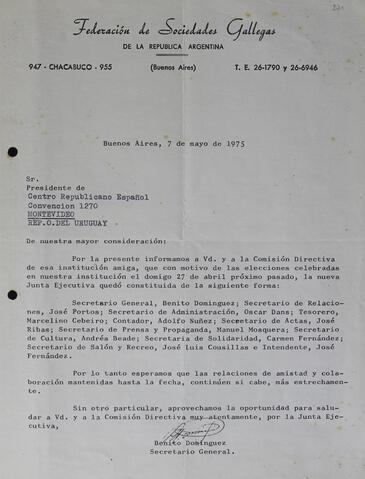 221
Federación de Sociedades Gallegas
DE LA REPUBLICA ARGENTINA
947 - CHACABUCO - 955 (Buenos Aires) T. E. 26-1790 y 26-6946
Buenos Aires, 7 de mayo de 1975
Sr.
Presidente de
Centro Republicano Español
Convencion 1270
MONTEVIDEO
REP.O.DEL URUGUAY
De nuestra mayor consideración:
Por la presente informamos a Vd. y a la Comisión Directiva
de esa institución amiga, que con motivo de las elecciones celebradas
en nuestra institución el domingo 27 de abril próximo pasado, la nueva
Junta Ejecutiva quedó constituida de la siguiente forma:
Secretario General, Benito Dominguez; Secretario de Relacio-
nes, José Portos; Secretario de Administración, Oscar Dans; Tesorero,
Marcelino Cebeiro; Contador, Adolfo Nuñez; Secretario de Actas, José
Ribas; Secretario de Prensa y Propaganda, Manuel Mosquera; Secretario
de Cultura, Andrés Beade; Secretaria de Solidaridad, Carmen Fernández;
Secretario de Salón y Recreo, José Luis Cousillas e Intendente, José
Fernández.
Por lo tanto esperamos que las relaciones de amistad y co-
laboración mantenidas hasta la fecha, continúen si cabe, más estrechamen-
te.
Sin otro particular, aprovechamos la oportunidad para salu-
dar a Vd. y a la Comisión Directiva muy atentamente, por la Junta Eje-
cutiva,
Benito Dominguez
Secretario General.